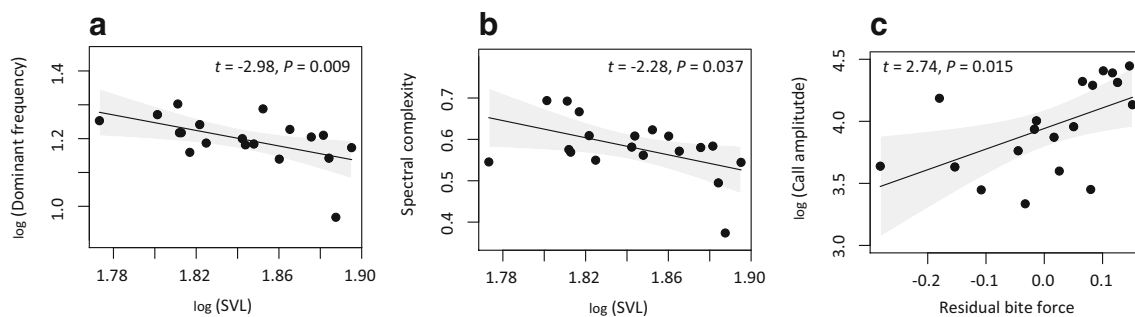 a
t = -2.98, P = 0.009
log (Dominant frequency)
1.4
1.2
1.0
1.78 1.82 1.86 1.90
log (SVL)
b
t = -2.28, P = 0.037
Spectral complexity
0.7
0.6
0.5
0.4
1.78 1.82 1.86 1.90
log (SVL)
c
t = 2.74, P = 0.015
log (Call amplitutde)
4.5
4.0
3.5
3.0
-0.2 -0.1 0.0 0.1
Residual bite force